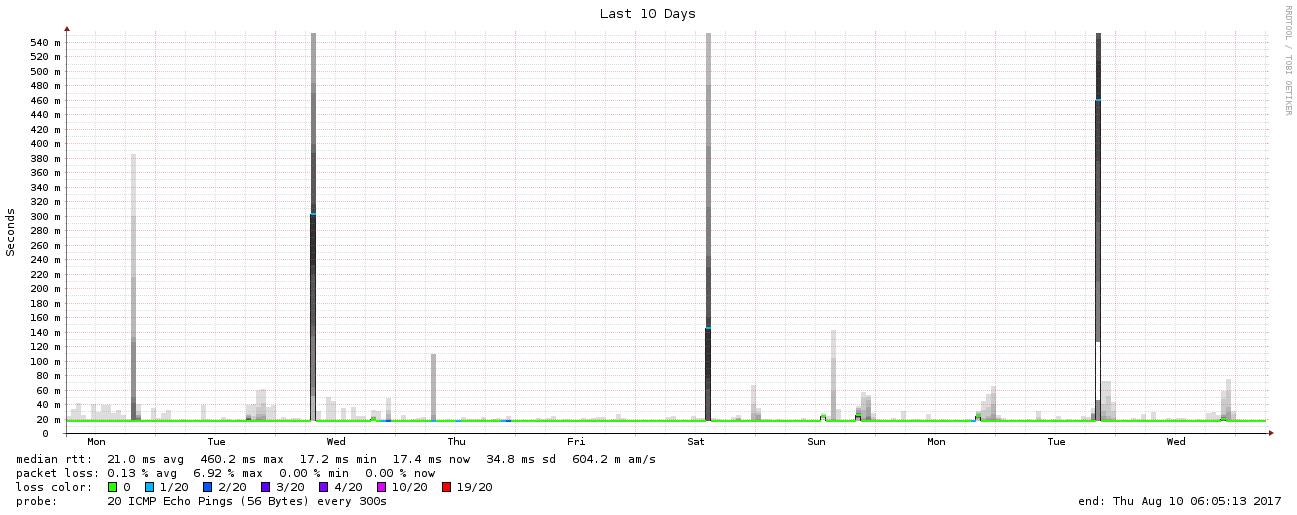 Last 10 Days
RRDTOOL / TOBI OETIKER
Seconds
540 m
520 m
500 m
480 m
460 m
440 m
420 m
400 m
380 m
360 m
340 m
320 m
300 m
280 m
260 m
240 m
220 m
200 m
180 m
160 m
140 m
120 m
100 m
80 m
60 m
40 m
20 m
0
Mon Tue Wed Thu Fri Sat Sun Mon Tue Wed
median rtt: 21.0 ms avg 460.2 ms max 17.2 ms min 17.4 ms now 34.8 ms sd 604.2 m am/s
packet loss: 0.13 % avg 6.92 % max 0.00 % min 0.00 % now
loss color: 0 1/20 2/20 3/20 4/20 10/20 19/20
probe: 20 ICMP Echo Pings (56 Bytes) every 300s end: Thu Aug 10 06:05:13 2017